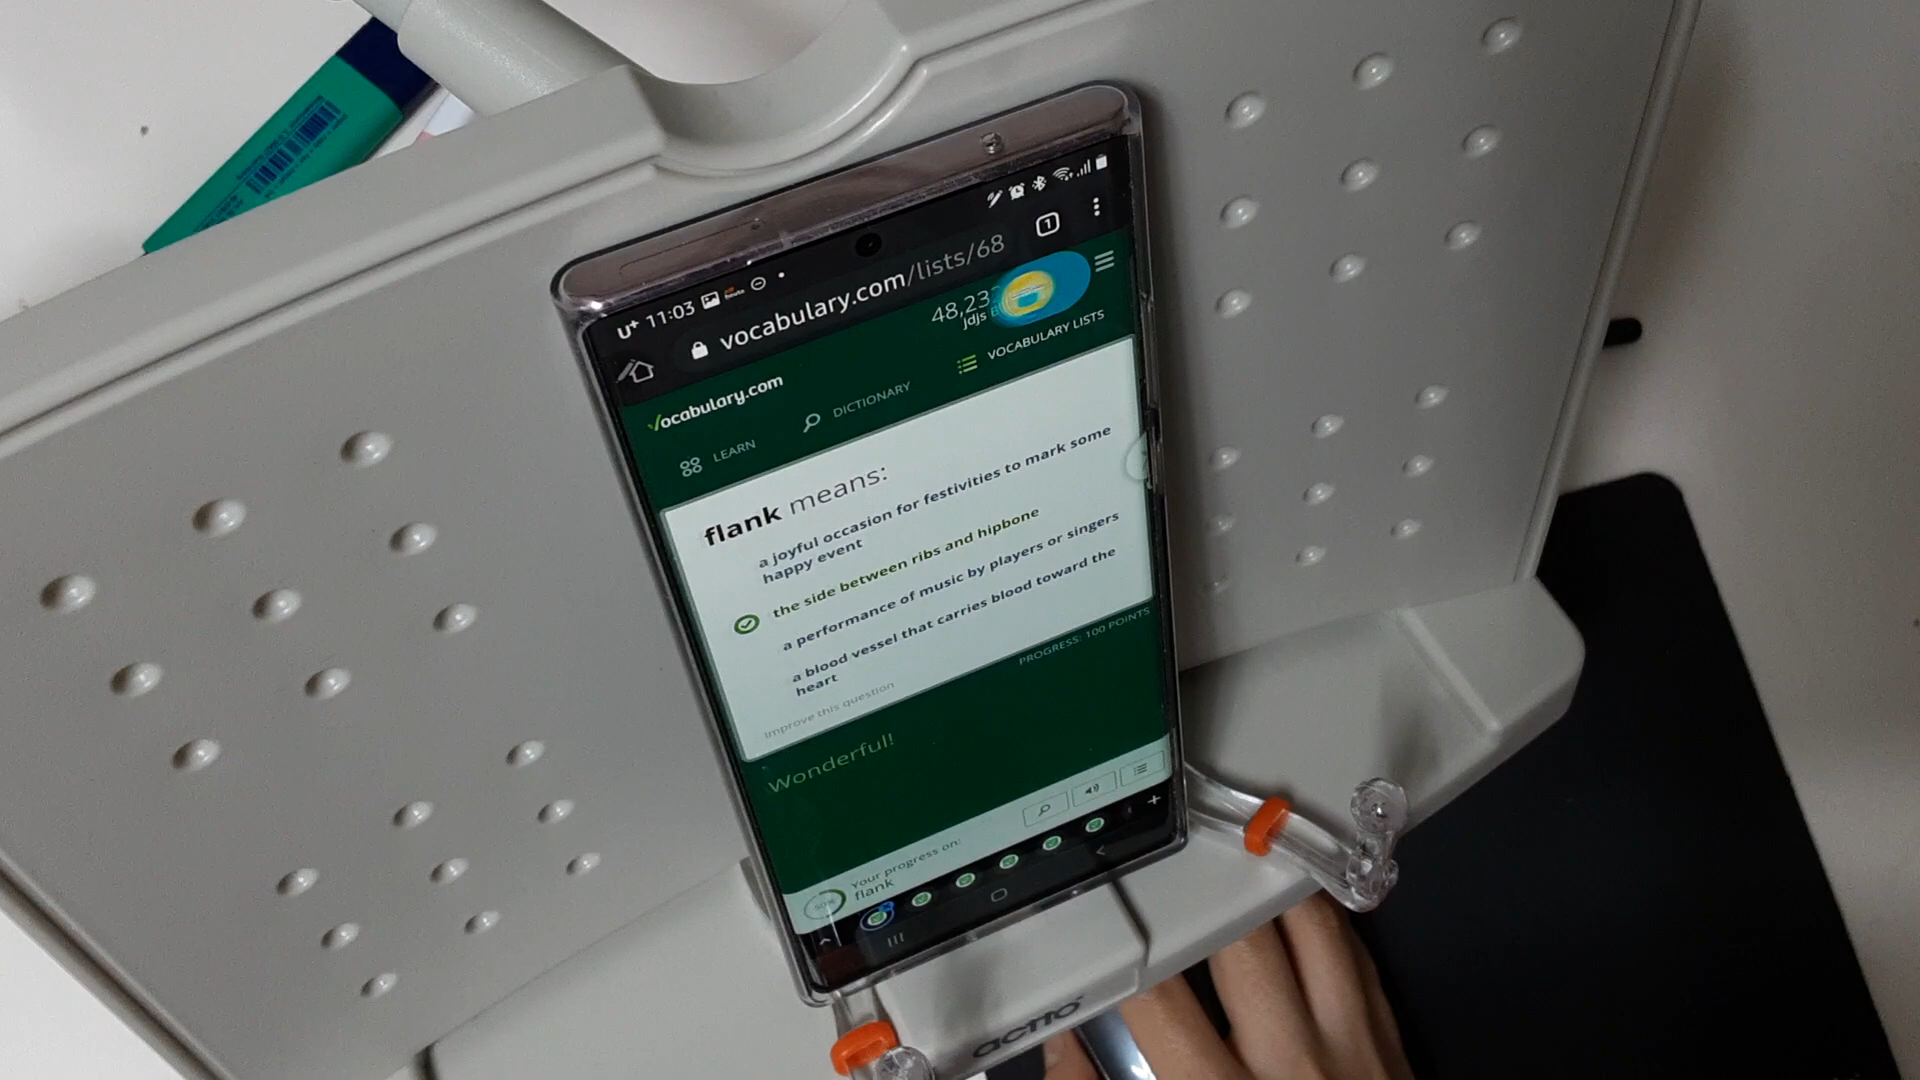 U+ 11:03
vocabulary.com/lists/68
1
48,23
jdjs
Vocabulary.com
LEARN
DICTIONARY
VOCABULARY LISTS
flank means:
a joyful occasion for festivities to mark some
happy event
the side between ribs and hipbone
a performance of music by players or singers
a blood vessel that carries blood toward the
heart
Improve this question
PROGRESS: 100 POINTS
Wonderful!
Your progress on:
flank
50%
actto